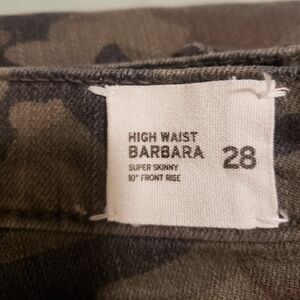 HIGH WAIST
BARBARA 28
SUPER SKINNY
10" FRONT RISE